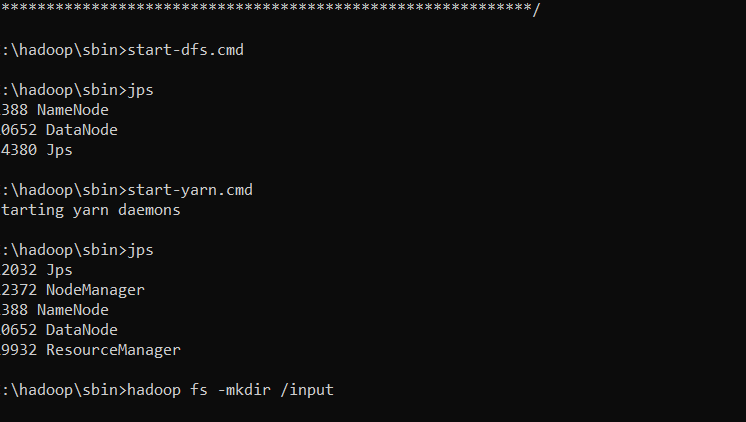 ************************************************************/
:\hadoop\sbin>start-dfs.cmd
:\hadoop\sbin>jps
388 NameNode
0652 DataNode
4380 Jps
:\hadoop\sbin>start-yarn.cmd
tarting yarn daemons
:\hadoop\sbin>jps
2032 Jps
2372 NodeManager
388 NameNode
0652 DataNode
9932 ResourceManager
:\hadoop\sbin>hadoop fs -mkdir /input